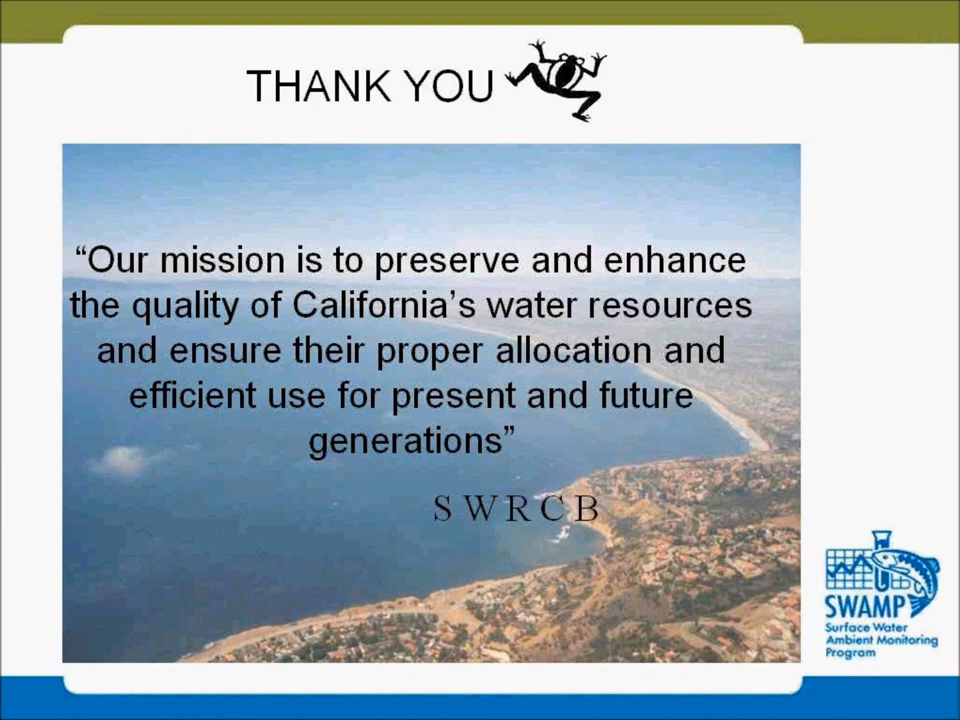 THANK YOU
“Our mission is to preserve and enhance
the quality of California’s water resources
and ensure their proper allocation and
efficient use for present and future
generations”
S W R C B
SWAMP
Surface Water
Ambient Monitoring
Program